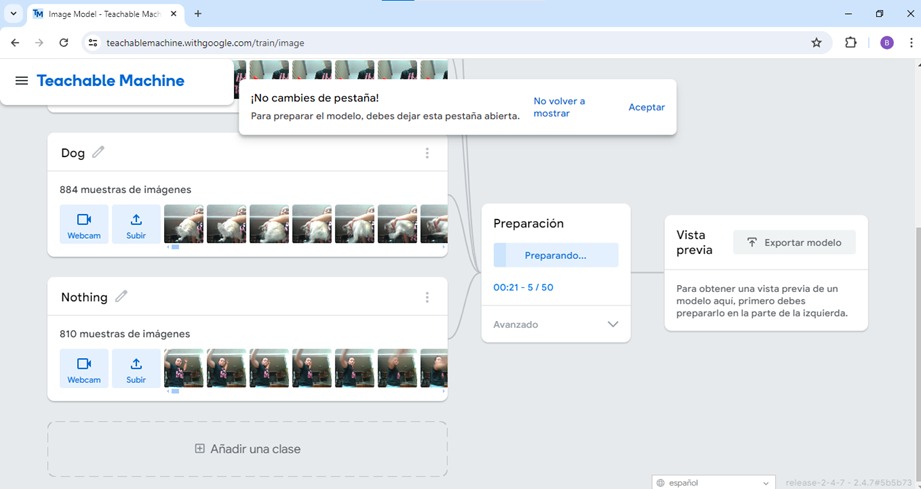 Image Model - Teachable Mach
teachablemachine.withgoogle.com/train/image
B
Teachable Machine
¡No cambies de pestaña!
Para preparar el modelo, debes dejar esta pestaña abierta.
No volver a
mostrar
Aceptar
Dog
884 muestras de imágenes
Webcam
Subir
Nothing
810 muestras de imágenes
Webcam
Subir
Añadir una clase
Preparación
Preparando...
00:21 - 5 / 50
Avanzado
Vista
previa
Exportar modelo
Para obtener una vista previa de un
modelo aquí, primero debes
prepararlo en la parte de la izquierda.
español
release-2-4-7 - 2.4.7#5b5b73